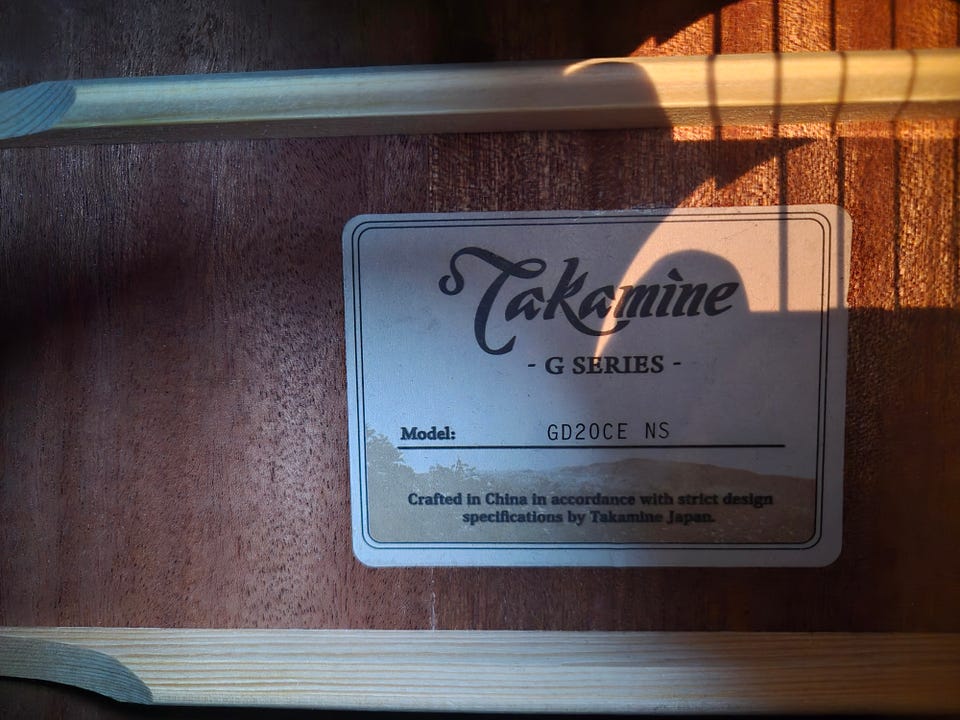 Takamine
- G SERIES -
Model: GD20CE NS
Crafted in China in accordance with strict design
specifications by Takamine Japan.